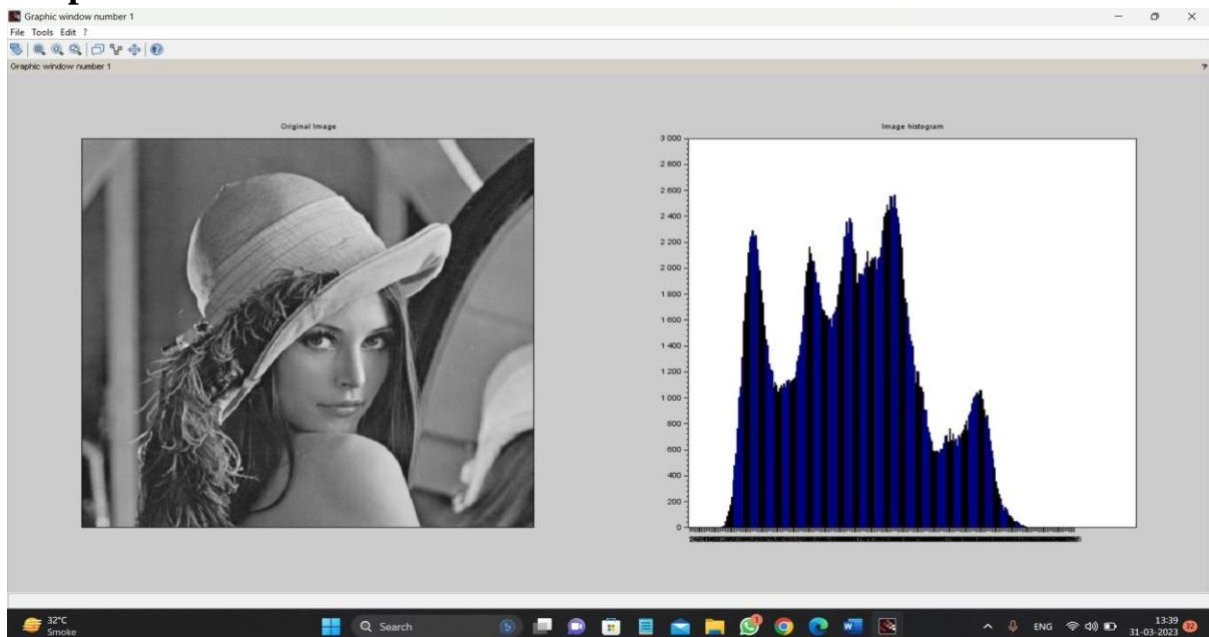 Graphic window number 1
File Tools Edit ?
Graphic window number 1
?
Original Image
Image histogram
3 000
2 800
2 600
2 400
2 200
2 000
1 800
1 600
1 400
1 200
1 000
800
600
400
200
0
32°C
Smoke
Search
ENG
13:39
31-03-2023
32